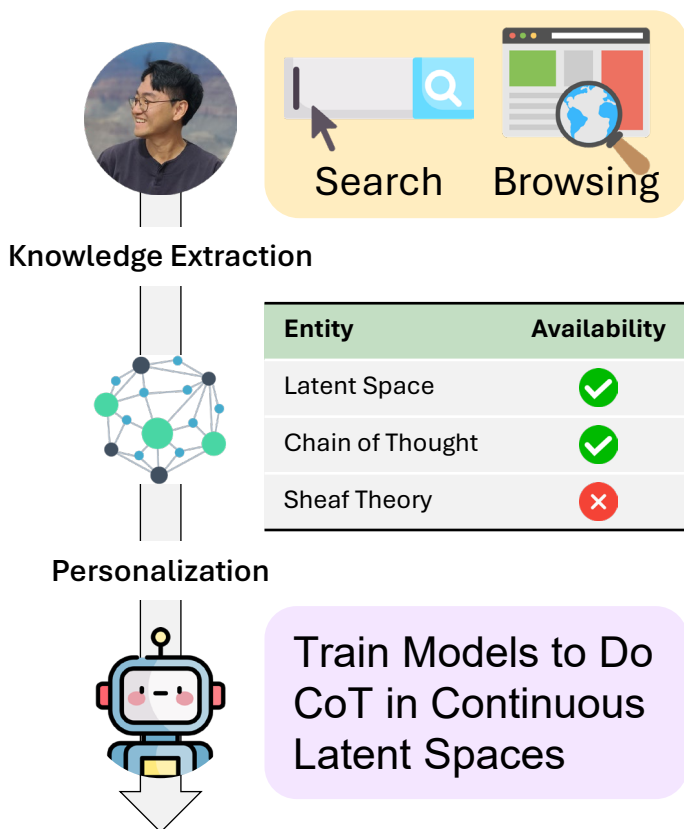 Search Browsing
Knowledge Extraction
Entity Availability
Latent Space
Chain of Thought
Sheaf Theory
Personalization
Train Models to Do
CoT in Continuous
Latent Spaces